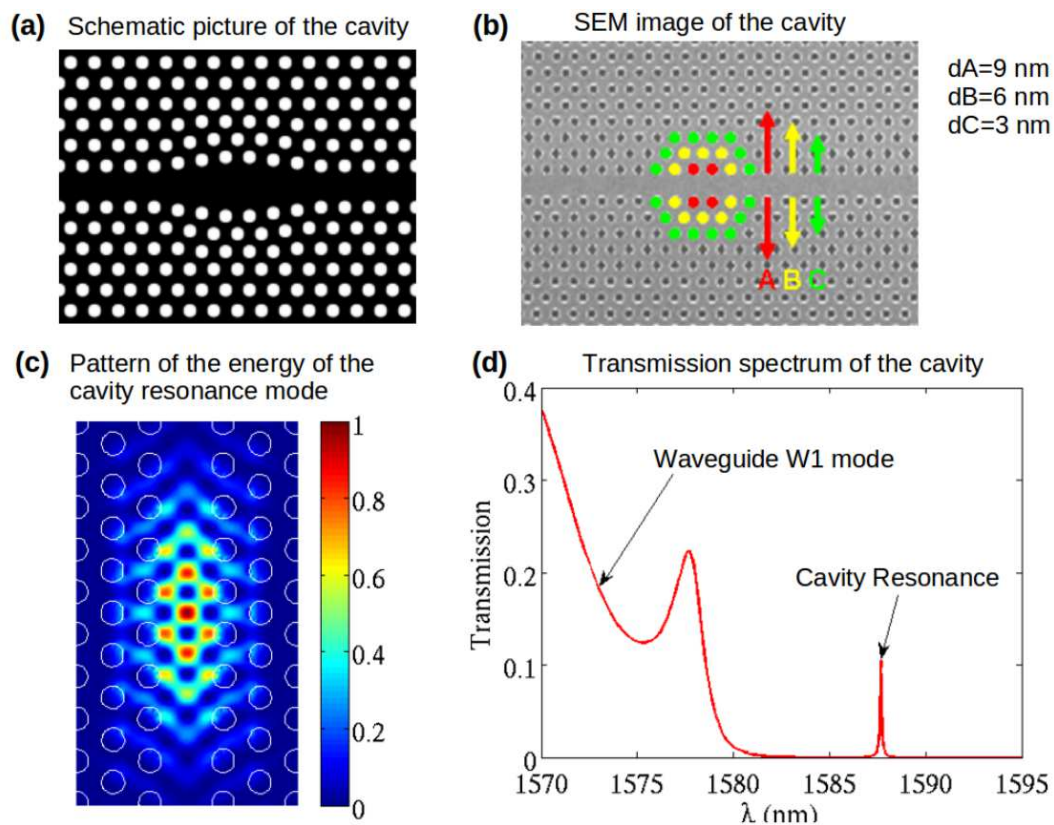 (a) Schematic picture of the cavity
(b) SEM image of the cavity
dA=9 nm
dB=6 nm
dC=3 nm
A B C
(c) Pattern of the energy of the
cavity resonance mode
1
0.8
0.6
0.4
0.2
0
(d) Transmission spectrum of the cavity
0.4
0.3
0.2
0.1
0
Transmission
Waveguide W1 mode
Cavity Resonance
1570 1575 1580 1585 1590 1595
λ (nm)